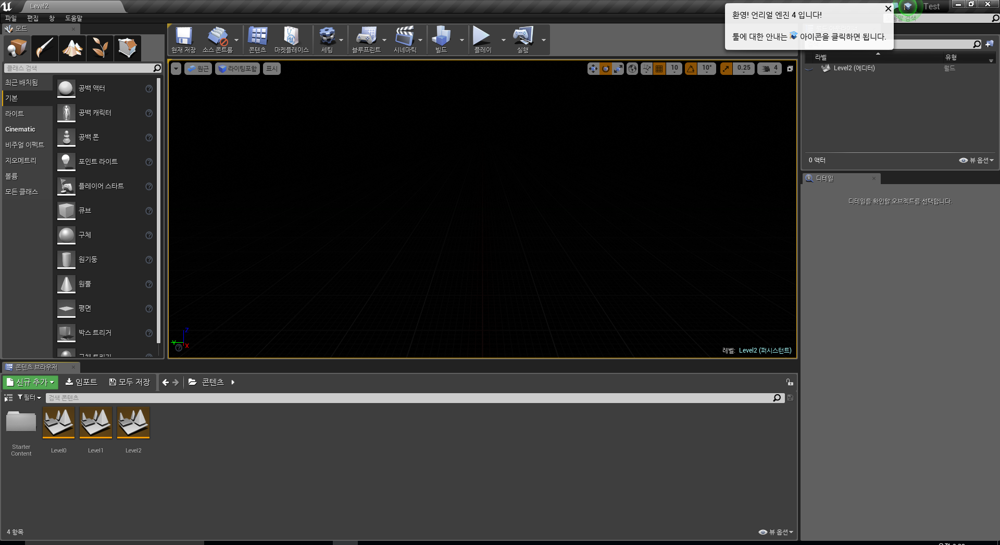 Level2
Test
파일 편집 창 도움말
모드
현재 저장
소스 콘트롤
콘텐츠
마켓플레이스
세팅
블루프린트
시네마틱
빌드
플레이
실행
환영! 언리얼 엔진 4 입니다!
툴에 대한 안내는 아이콘을 클릭하면 됩니다.
클래스 검색
최근 배치됨
기본
라이트
Cinematic
비주얼 이펙트
지오메트리
볼륨
모든 클래스
공백 액터
공백 캐릭터
공백 폰
포인트 라이트
플레이어 스타트
큐브
구체
원기둥
원뿔
평면
박스 트리거
원근
라이팅포함
표시
10
10°
0.25
4
Z
Y
X
레벨: Level2 (퍼시스턴트)
라벨
유형
Level2 (에디터)
월드
0 액터
뷰 옵션
디테일
디테일을 확인할 오브젝트를 선택합니다.
콘텐츠 브라우저
신규 추가
임포트
모두 저장
콘텐츠
필터
검색 콘텐츠
Starter
Content
Level0
Level1
Level2
4 항목
뷰 옵션